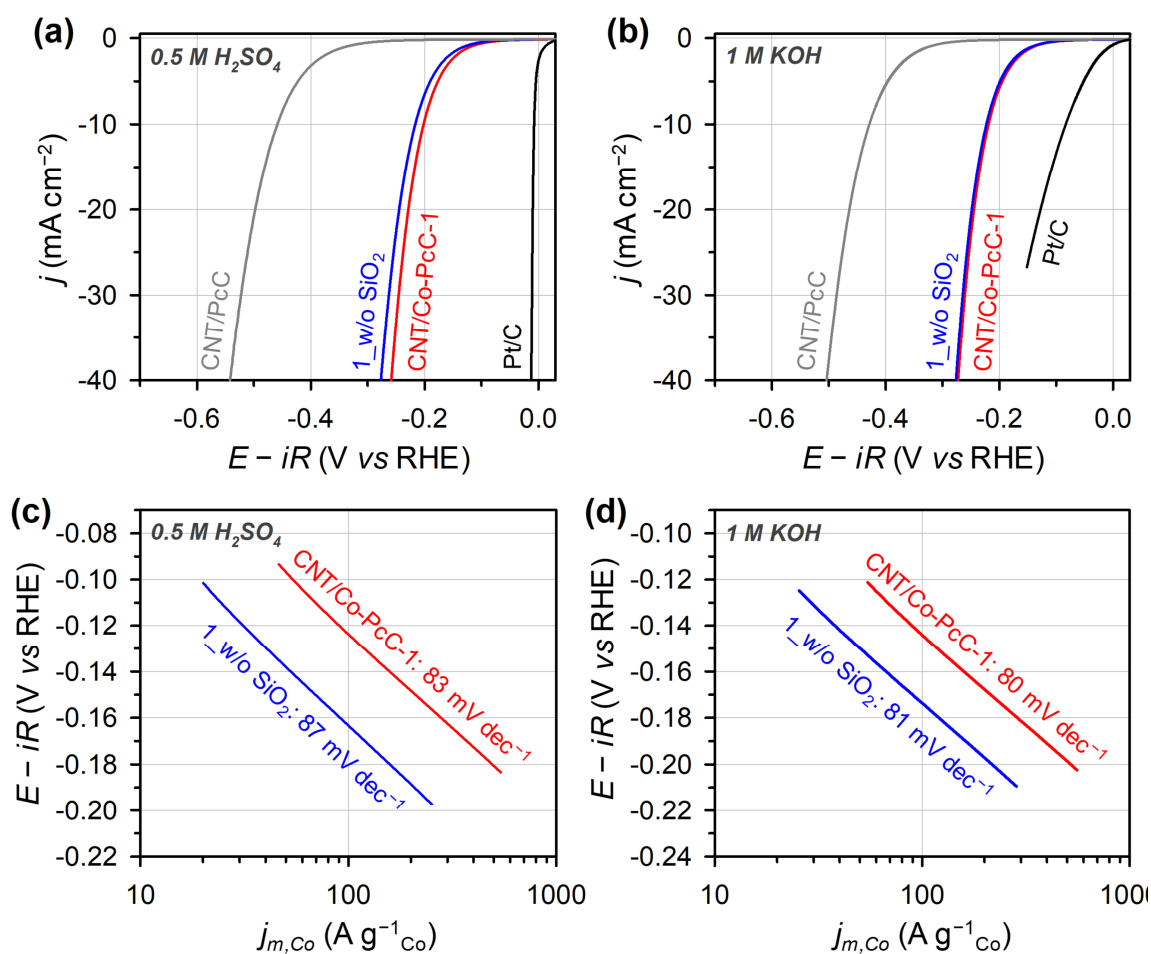 (a)
0.5 M H₂SO₄
0
-10
-20
-30
-40
j (mA cm⁻²)
CNT/PcC
1_w/o SiO₂
CNT/Co-PcC-1
Pt/C
-0.6
-0.4
-0.2
0.0
E − iR (V vs RHE)
(b)
1 M KOH
0
-10
-20
-30
-40
j (mA cm⁻²)
CNT/PcC
1_w/o SiO₂
CNT/Co-PcC-1
Pt/C
-0.6
-0.4
-0.2
0.0
E − iR (V vs RHE)
(c)
0.5 M H₂SO₄
-0.08
-0.10
-0.12
-0.14
-0.16
-0.18
-0.20
-0.22
E − iR (V vs RHE)
CNT/Co-PcC-1: 83 mV dec⁻¹
1_w/o SiO₂: 87 mV dec⁻¹
10
100
1000
jm,Co (A g⁻¹Co)
(d)
1 M KOH
-0.10
-0.12
-0.14
-0.16
-0.18
-0.20
-0.22
-0.24
E − iR (V vs RHE)
CNT/Co-PcC-1: 80 mV dec⁻¹
1_w/o SiO₂: 81 mV dec⁻¹
10
100
1000
jm,Co (A g⁻¹Co)